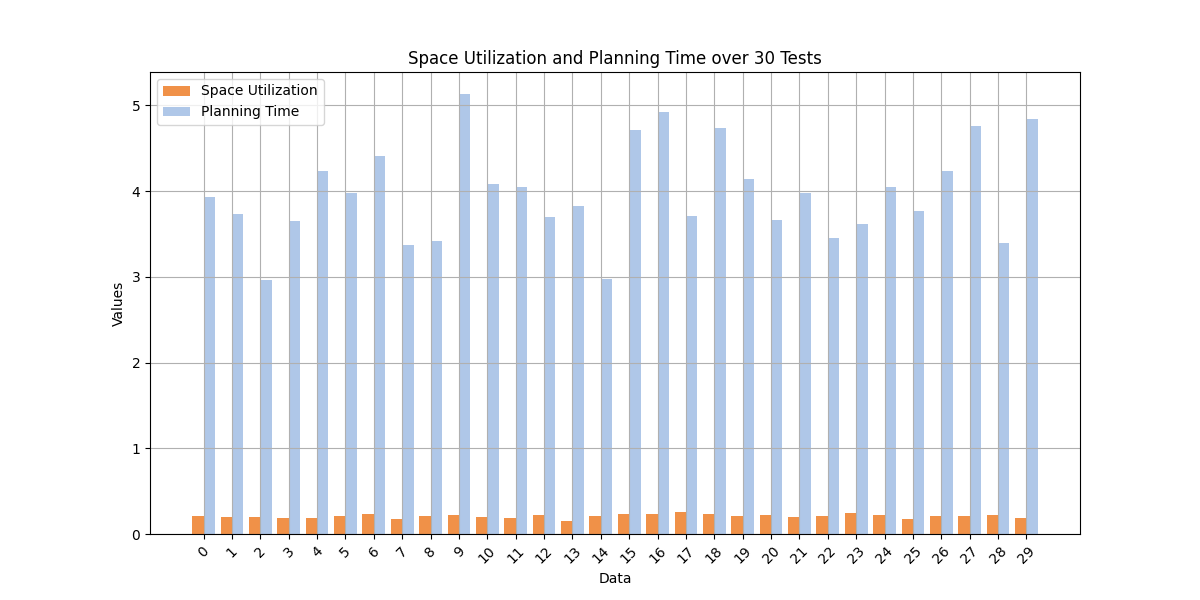 Space Utilization and Planning Time over 30 Tests
Space Utilization
Planning Time
5
4
3
2
1
0
Values
0 1 2 3 4 5 6 7 8 9 10 11 12 13 14 15 16 17 18 19 20 21 22 23 24 25 26 27 28 29
Data